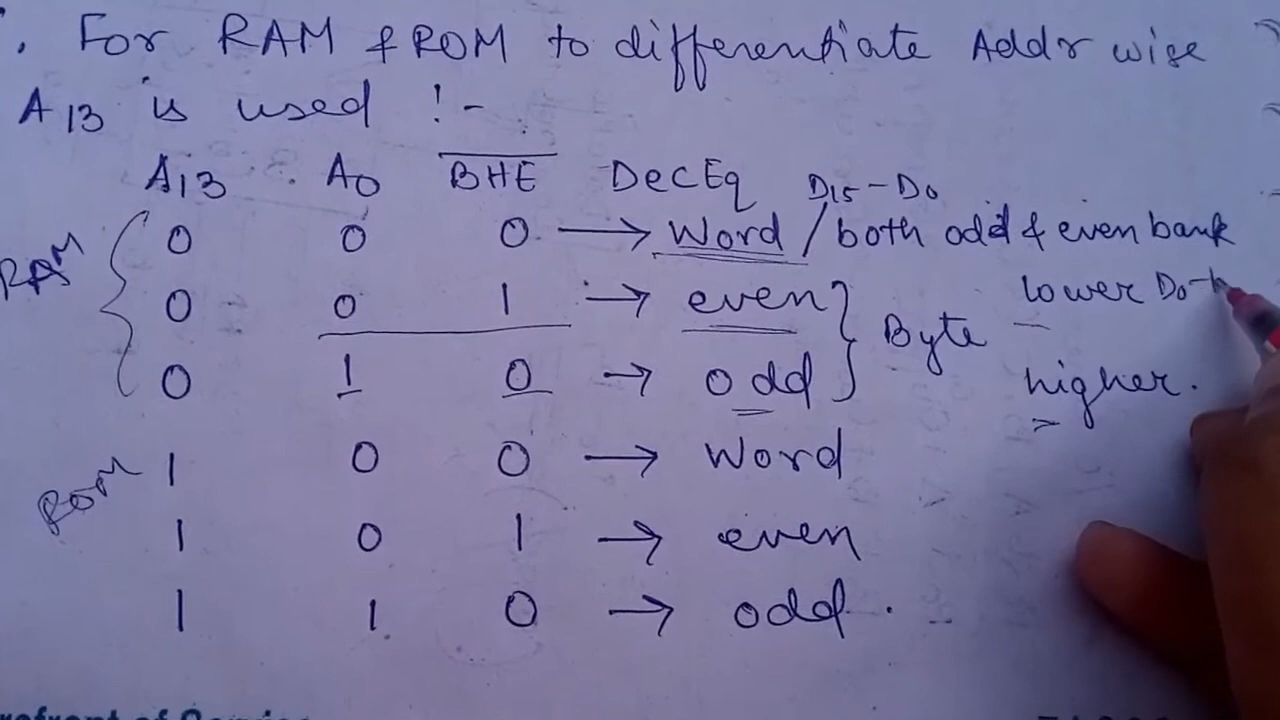 . For RAM & ROM to differentiate Addr wise
A13 is used !-
A13 A0 B̅H̅E̅ DecEq D15-D0
RAM 0 0 0 → Word / both odd & even bank
0 0 1 → even } Byte lower D0-
0 1 0 → odd } higher.
ROM 1 0 0 → Word
1 0 1 → even
1 1 0 → odd.